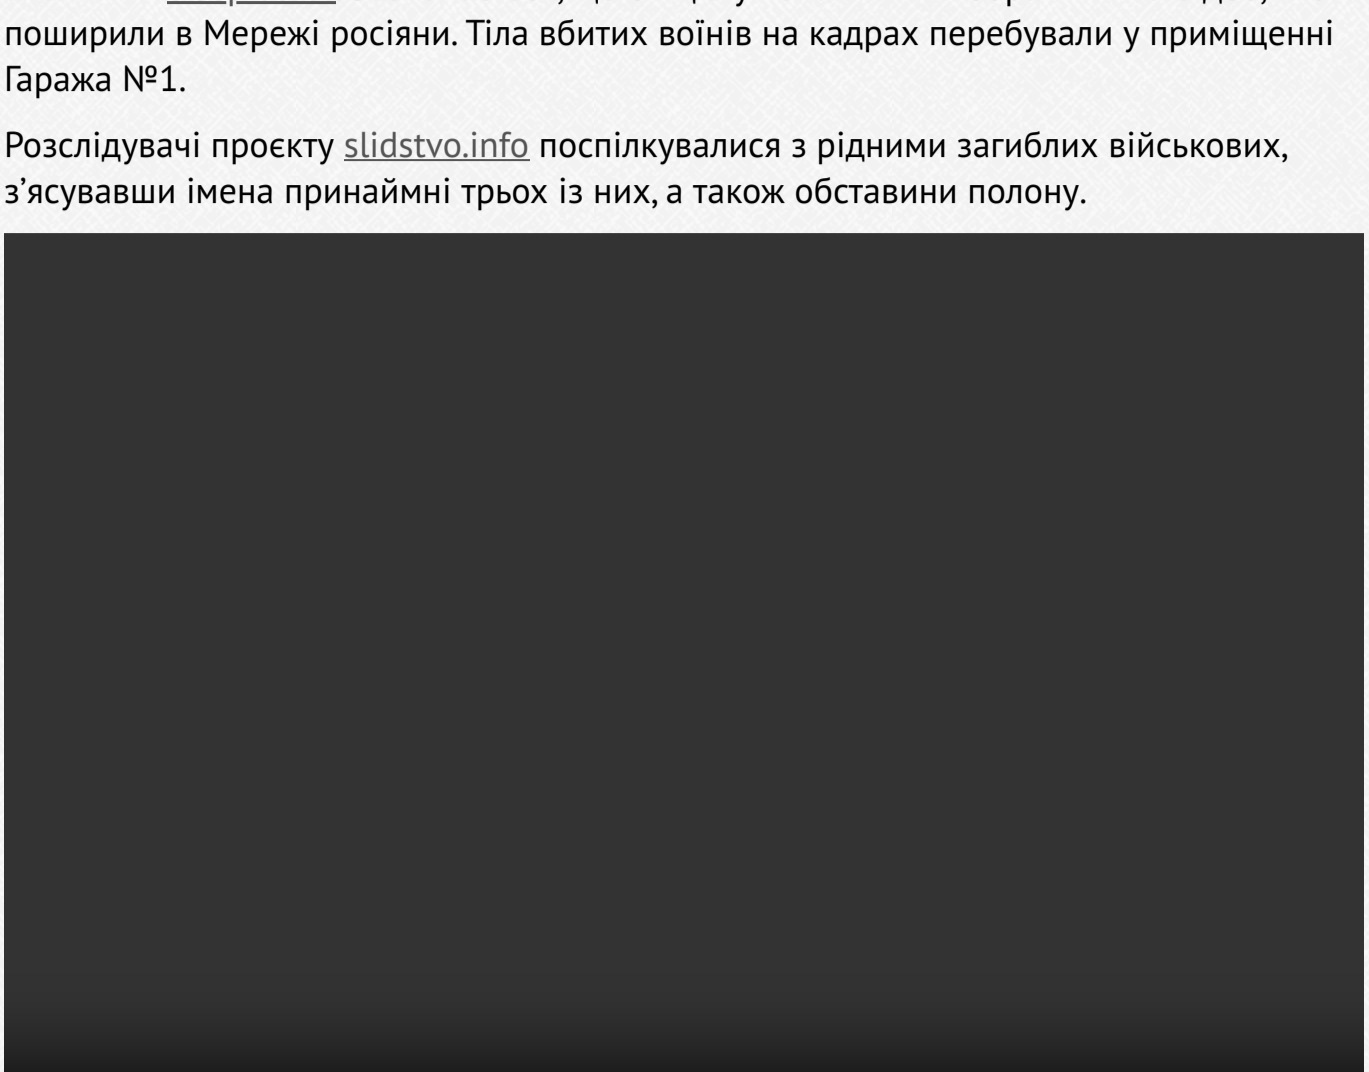 поширили в Мережі росіяни. Тіла вбитих воїнів на кадрах перебували у приміщенні
Гаража №1.
Розслідувачі проєкту slidstvo.info поспілкувалися з рідними загиблих військових,
з’ясувавши імена принаймні трьох із них, а також обставини полону.